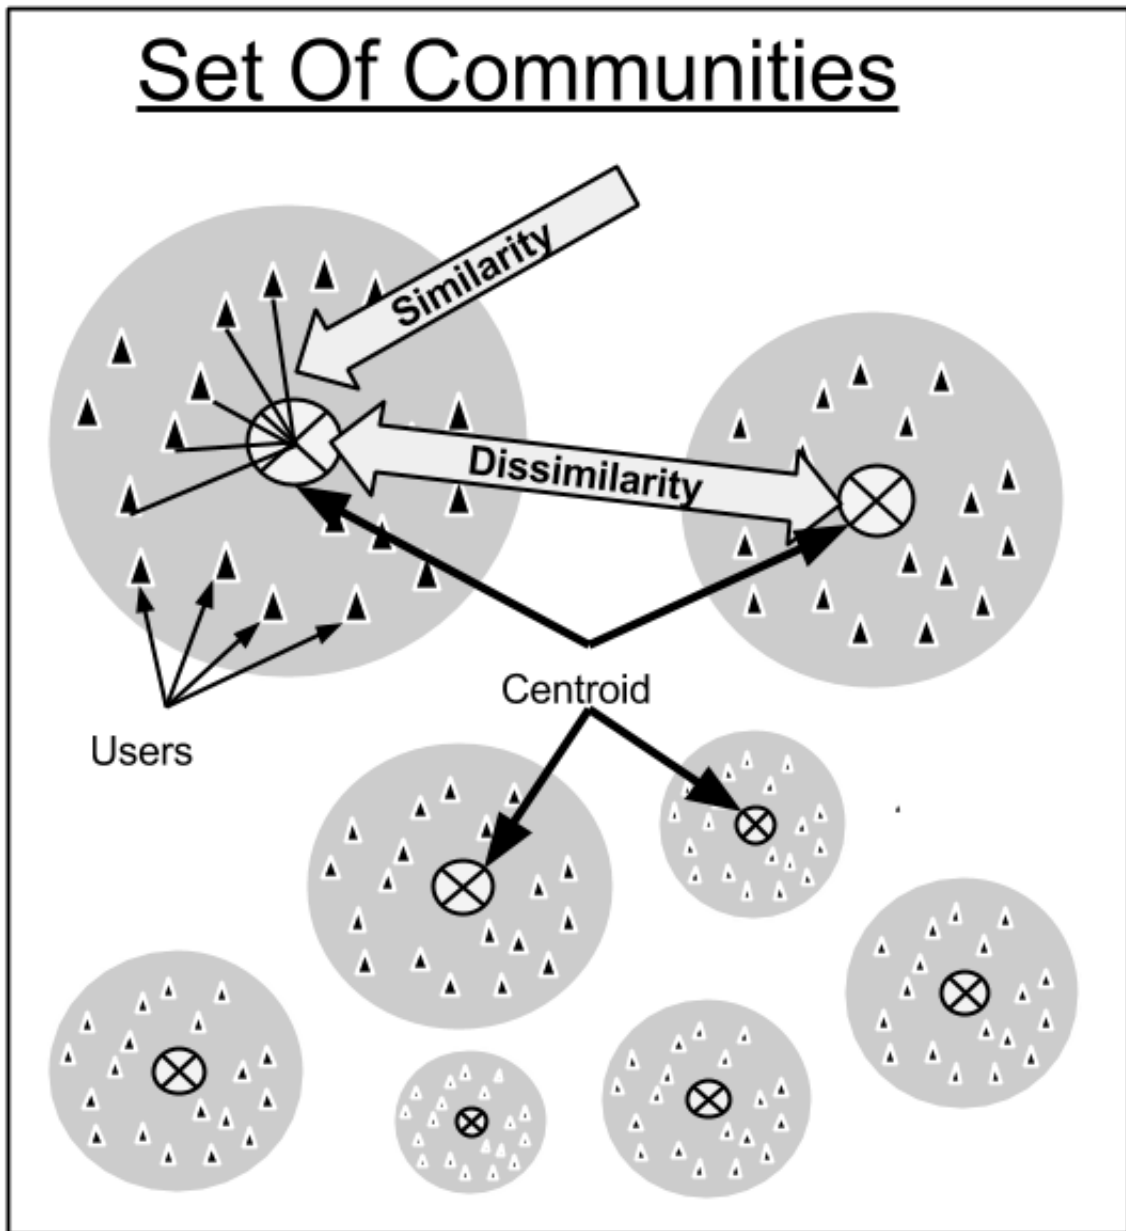 Set Of Communities
Similarity
Dissimilarity
Centroid
Users